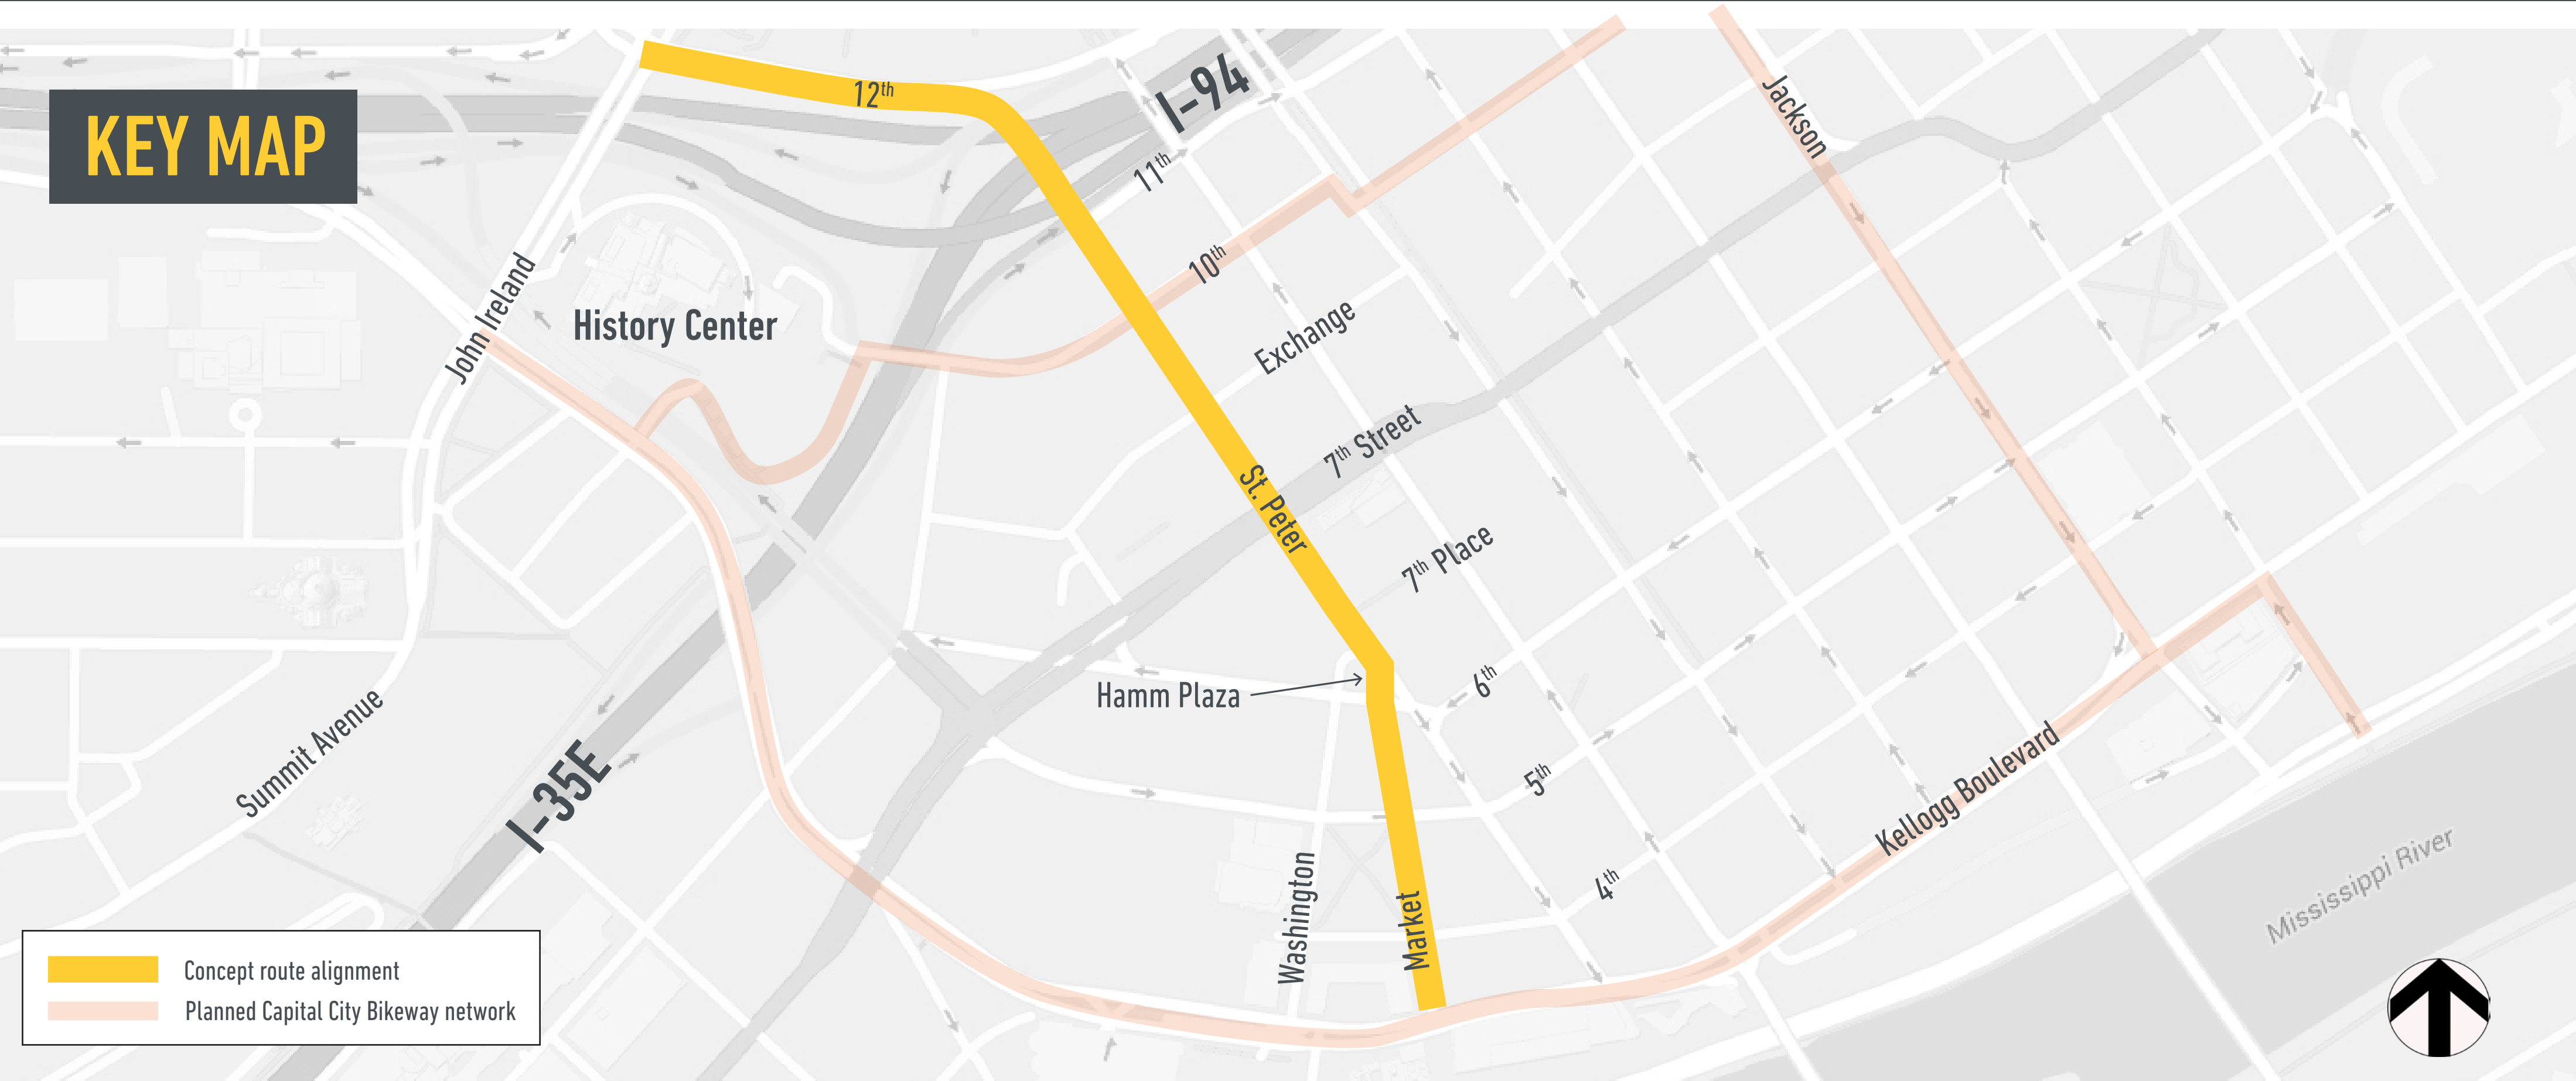 KEY MAP
12th
I-94
11th
Jackson
10th
John Ireland
History Center
Exchange
7th Street
St. Peter
7th Place
Hamm Plaza
6th
Summit Avenue
I-35E
5th
Kellogg Boulevard
4th
Washington
Market
Mississippi River
Concept route alignment
Planned Capital City Bikeway network